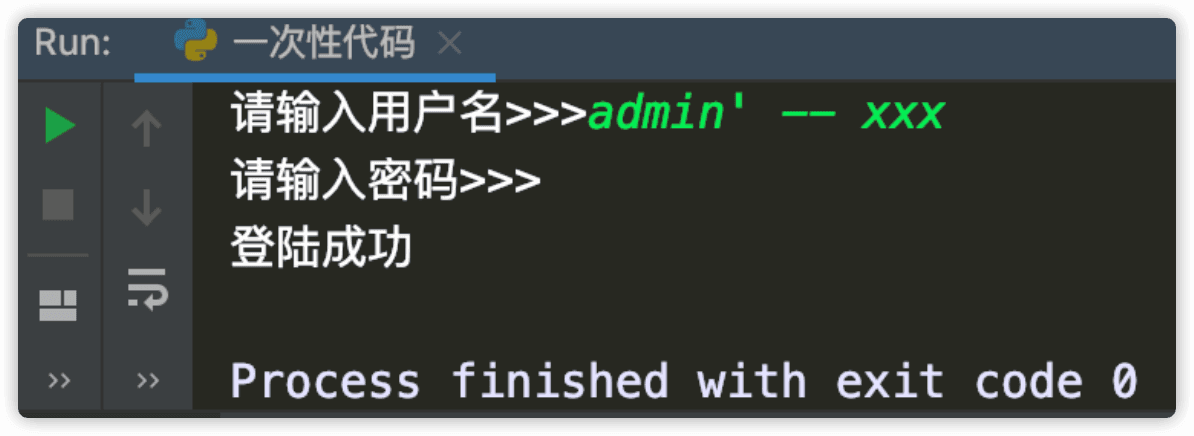 Run: 一次性代码
请输入用户名>>>admin' -- xxx
请输入密码>>>
登陆成功
Process finished with exit code 0